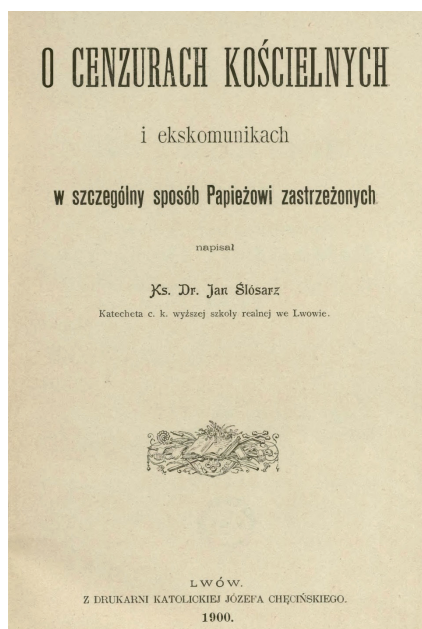 O CENZURACH KOŚCIELNYCH
i ekskomunikach
w szczególny sposób Papieżowi zastrzeżonych
napisał
Ks. Dr. Jan Ślósarz
Katecheta c. k. wyższej szkoły realnej we Lwowie.
LWÓW.
Z DRUKARNI KATOLICKIEJ JÓZEFA CHĘCIŃSKIEGO.
1900.